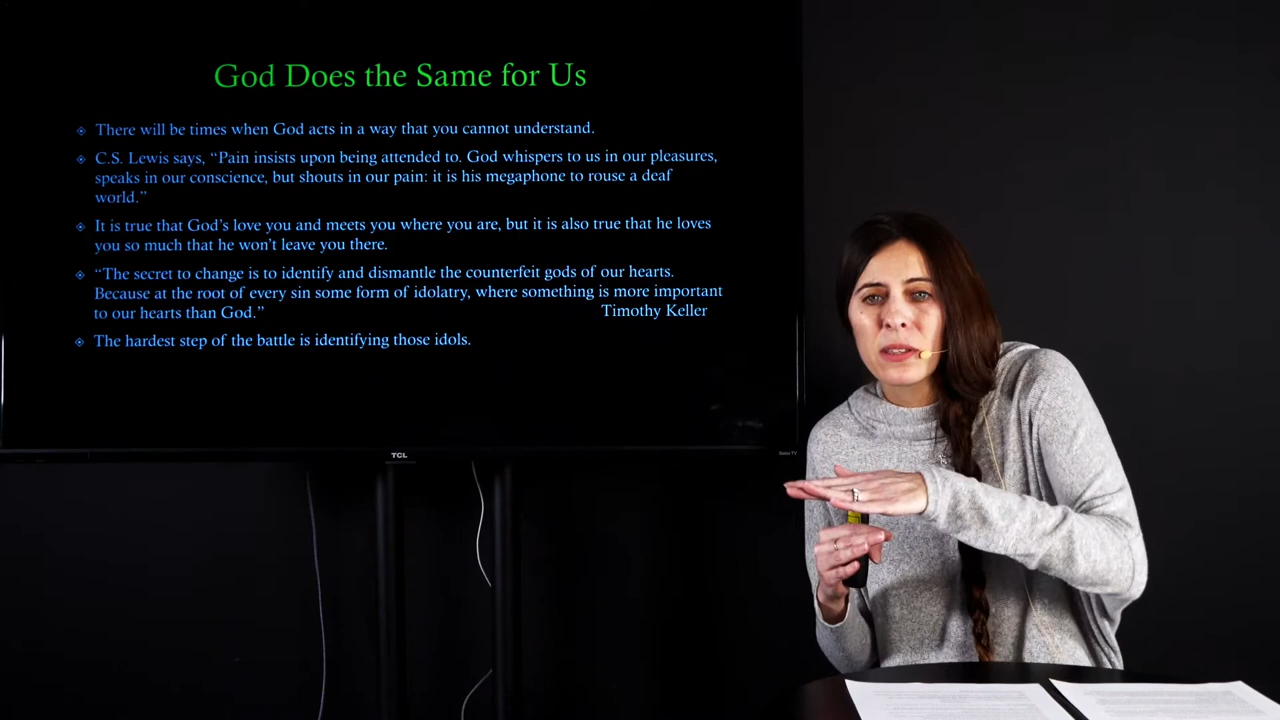 God Does the Same for Us
There will be times when God acts in a way that you cannot understand.
C.S. Lewis says, “Pain insists upon being attended to. God whispers to us in our pleasures,
speaks in our conscience, but shouts in our pain: it is his megaphone to rouse a deaf
world.”
It is true that God’s love you and meets you where you are, but it is also true that he loves
you so much that he won’t leave you there.
“The secret to change is to identify and dismantle the counterfeit gods of our hearts.
Because at the root of every sin some form of idolatry, where something is more important
to our hearts than God.” Timothy Keller
The hardest step of the battle is identifying those idols.
TCL